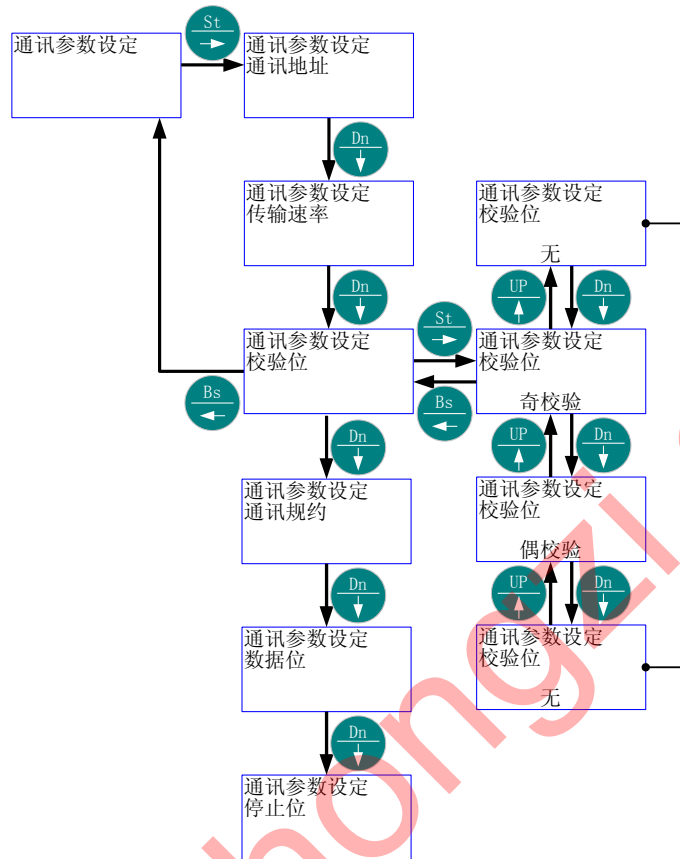 St
通讯参数设定
通讯参数设定
通讯地址
Dn
通讯参数设定
传输速率
通讯参数设定
校验位
无
Dn
UP
Dn
St
通讯参数设定
校验位
通讯参数设定
校验位
奇校验
Bs
Bs
Dn
UP
Dn
通讯参数设定
通讯规约
通讯参数设定
校验位
偶校验
Dn
UP
Dn
通讯参数设定
数据位
通讯参数设定
校验位
无
Dn
通讯参数设定
停止位
hongzi